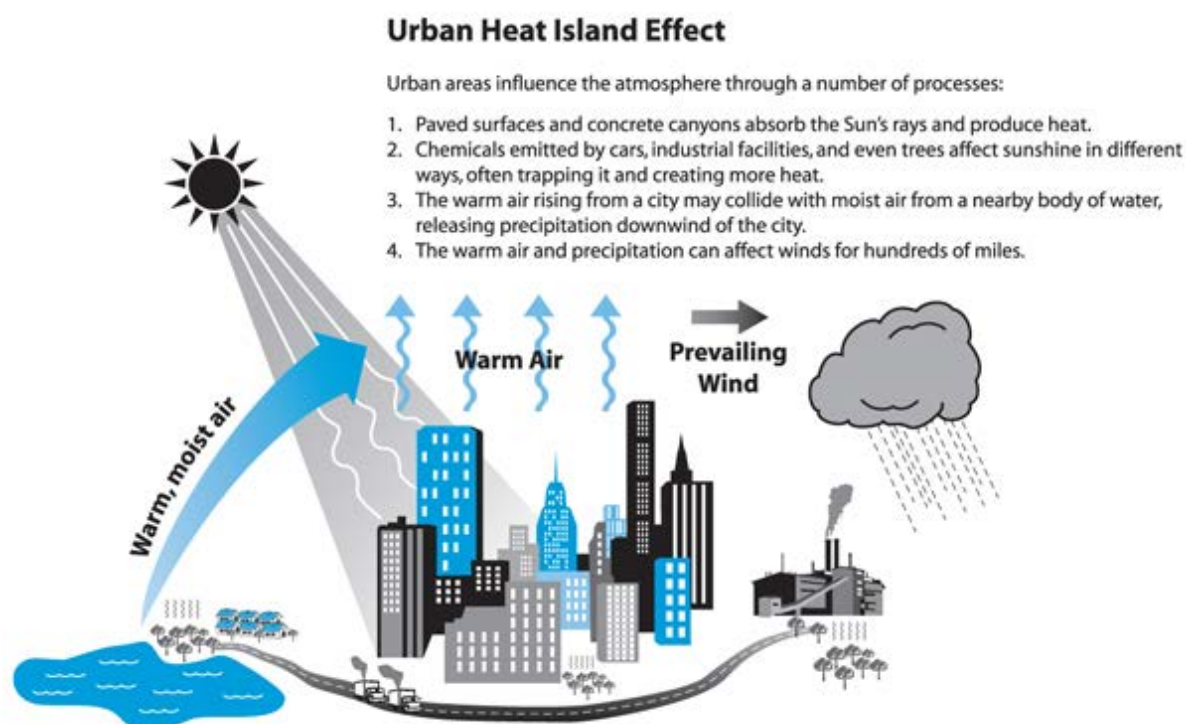 Urban Heat Island Effect
Urban areas influence the atmosphere through a number of processes:
1. Paved surfaces and concrete canyons absorb the Sun's rays and produce heat.
2. Chemicals emitted by cars, industrial facilities, and even trees affect sunshine in different
ways, often trapping it and creating more heat.
3. The warm air rising from a city may collide with moist air from a nearby body of water,
releasing precipitation downwind of the city.
4. The warm air and precipitation can affect winds for hundreds of miles.
Warm, moist air
Warm Air
Prevailing
Wind